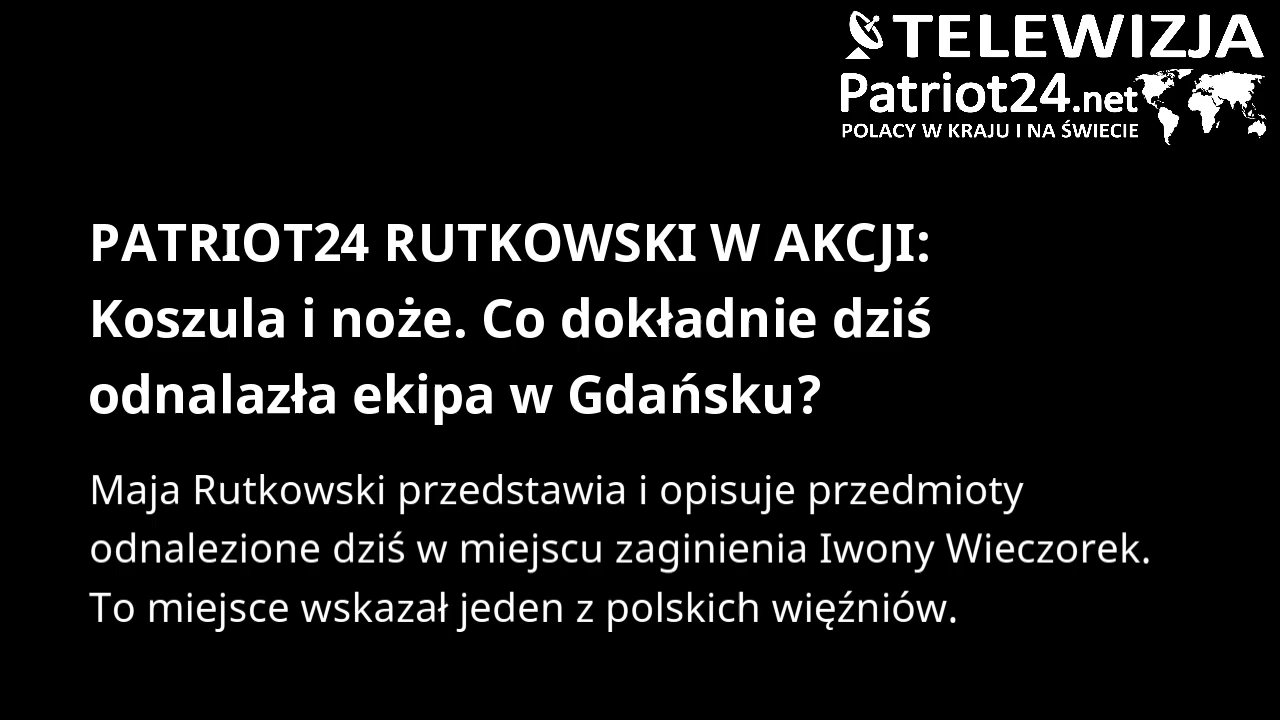 TELEWIZJA
Patriot24.net
POLACY W KRAJU I NA ŚWIECIE
PATRIOT24 RUTKOWSKI W AKCJI:
Koszula i noże. Co dokładnie dziś
odnalazła ekipa w Gdańsku?
Maja Rutkowski przedstawia i opisuje przedmioty
odnalezione dziś w miejscu zaginienia Iwony Wieczorek.
To miejsce wskazał jeden z polskich więźniów.